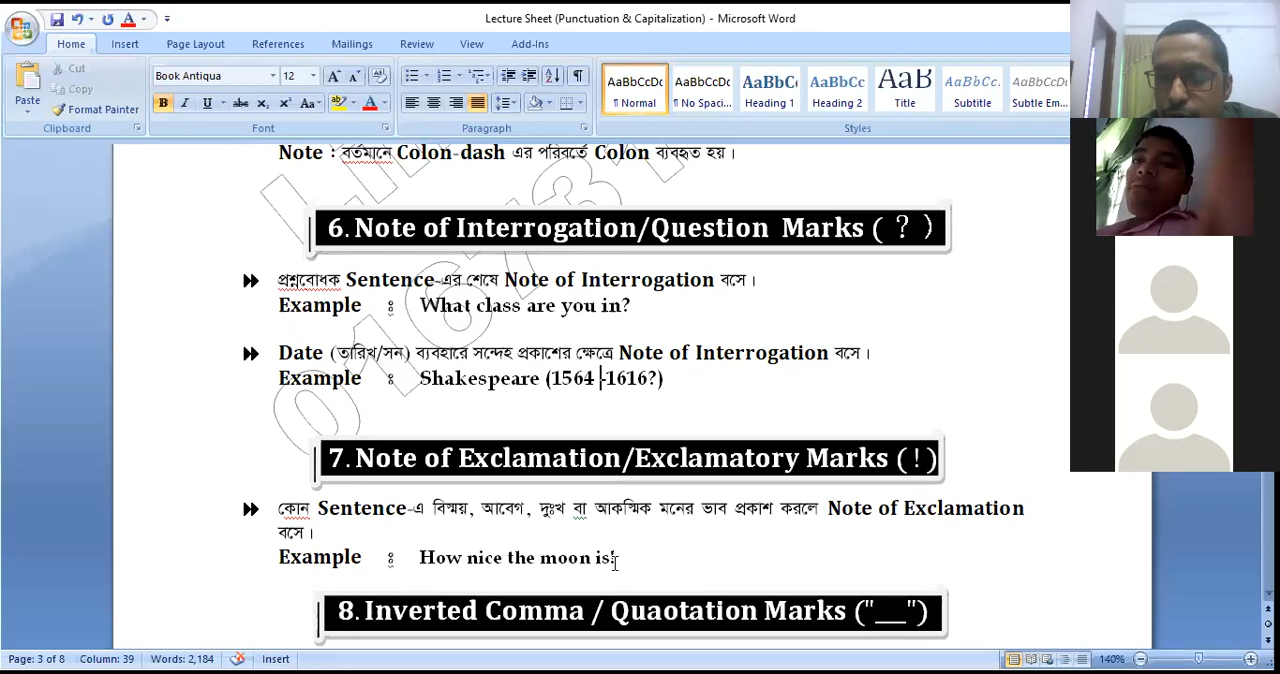 Lecture Sheet (Punctuation & Capitalization) - Microsoft Word
Home Insert Page Layout References Mailings Review View Add-Ins
Paste Cut Copy Format Painter Clipboard
Book Antiqua 12 Font
Paragraph
AaBbCcDc AaBbCcDc AaBbCc AaBbCc AaB AaBbCc. AaBbCcDc
¶ Normal ¶ No Spaci... Heading 1 Heading 2 Title Subtitle Subtle Em...
Styles
Note : বর্তমানে Colon-dash এর পরিবর্তে Colon ব্যবহৃত হয়।
6. Note of Interrogation/Question Marks ( ? )
প্রশ্নবোধক Sentence-এর শেষে Note of Interrogation বসে।
Example ঃ What class are you in?
Date (তারিখ/সন) ব্যবহারে সন্দেহ প্রকাশের ক্ষেত্রে Note of Interrogation বসে।
Example ঃ Shakespeare (1564 -1616?)
7. Note of Exclamation/Exclamatory Marks (!)
কোন Sentence-এ বিস্ময়, আবেগ, দুঃখ বা আকস্মিক মনের ভাব প্রকাশ করলে Note of Exclamation
বসে।
Example ঃ How nice the moon is!
8. Inverted Comma / Quaotation Marks ("__")
Page: 3 of 8 Column: 39 Words: 2,184 Insert 140%